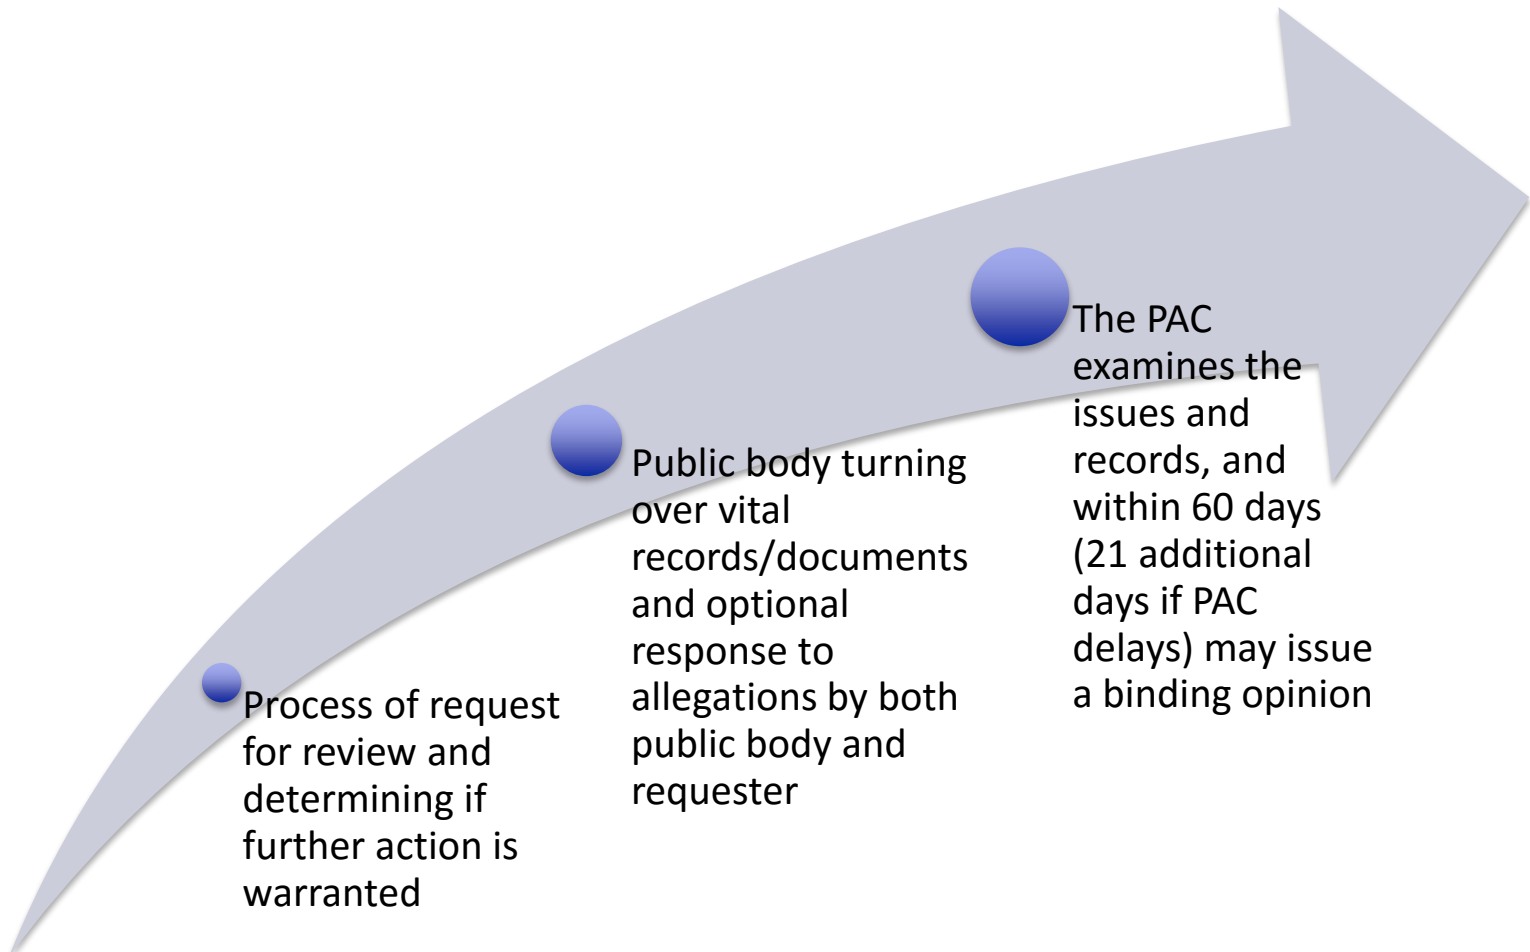 Process of request
for review and
determining if
further action is
warranted
Public body turning
over vital
records/documents
and optional
response to
allegations by both
public body and
requester
The PAC
examines the
issues and
records, and
within 60 days
(21 additional
days if PAC
delays) may issue
a binding opinion